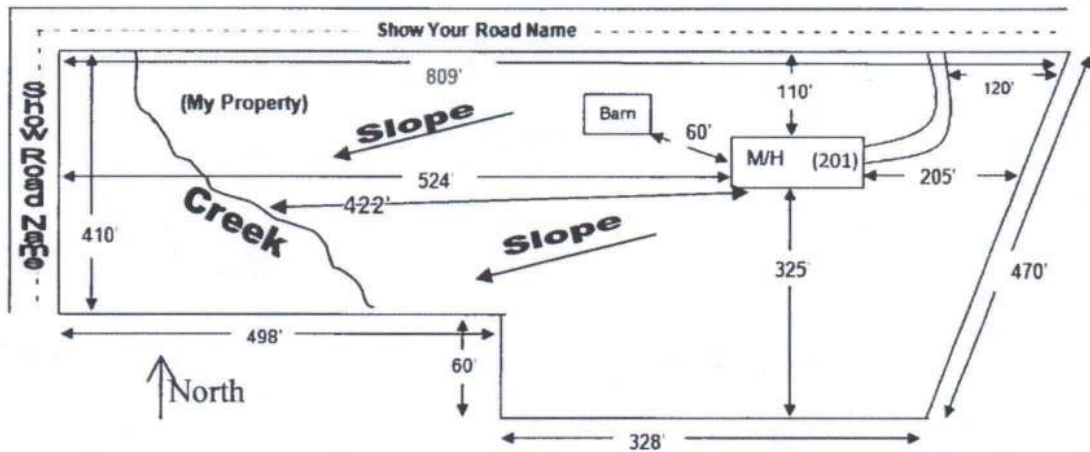 Show Your Road Name
Show Road Name
809'
(My Property)
Slope
110'
120'
Barn
60'
M/H (201)
524'
205'
422'
Creek
410'
Slope
325'
470'
498'
60'
North
328'